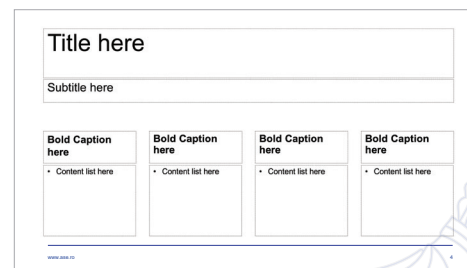 Title here
Subtitle here
Bold Caption
here
Bold Caption
here
Bold Caption
here
Bold Caption
here
• Content list here
• Content list here
• Content list here
• Content list here
www.ase.ro
4